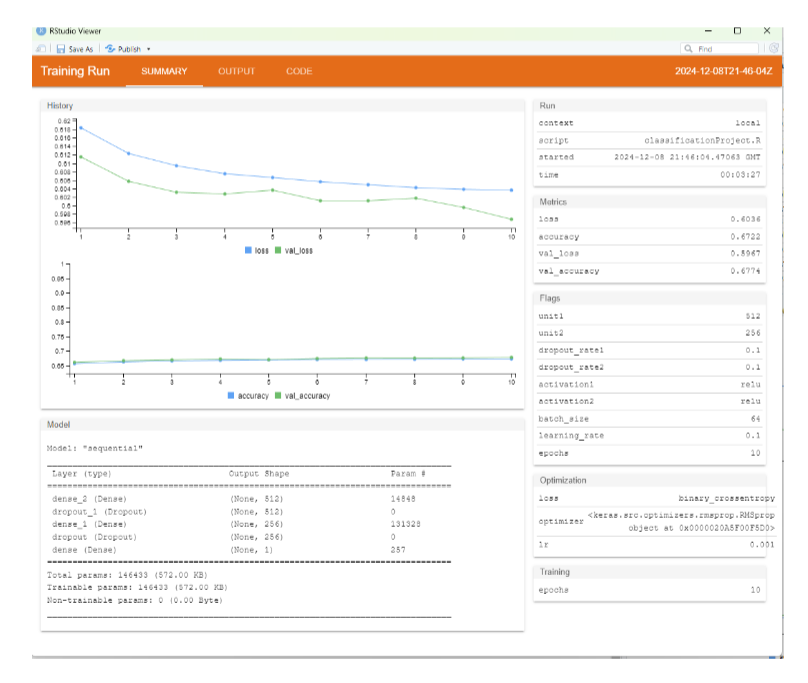 RStudio Viewer
Save As Publish Find
Training Run SUMMARY OUTPUT CODE 2024-12-08T21-46-04Z
History
0.62
0.618
0.616
0.614
0.612
0.61
0.608
0.606
0.604
0.602
0.6
0.598
0.596
1 2 3 4 5 6 7 8 9 10
loss val_loss
1
0.95
0.9
0.85
0.8
0.75
0.7
0.65
1 2 3 4 5 6 7 8 9 10
accuracy val_accuracy
Model
Model: "sequential"
Layer (type) Output Shape Param #
dense_2 (Dense) (None, 512) 14848
dropout_1 (Dropout) (None, 512) 0
dense_1 (Dense) (None, 256) 131328
dropout (Dropout) (None, 256) 0
dense (Dense) (None, 1) 257
Total params: 146433 (572.00 KB)
Trainable params: 146433 (572.00 KB)
Non-trainable params: 0 (0.00 Byte)
Run
context local
script classificationProject.R
started 2024-12-08 21:46:04.47063 GMT
time 00:03:27
Metrics
loss 0.6036
accuracy 0.6722
val_loss 0.5967
val_accuracy 0.6774
Flags
unit1 512
unit2 256
dropout_rate1 0.1
dropout_rate2 0.1
activation1 relu
activation2 relu
batch_size 64
learning_rate 0.1
epochs 10
Optimization
loss binary_crossentropy
optimizer <keras.src.optimizers.rmsprop.RMSprop
object at 0x0000020A5F00F5D0>
lr 0.001
Training
epochs 10